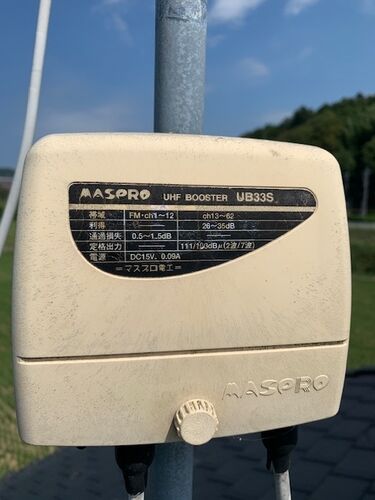 MASPRO UHF BOOSTER UB33S
帯域 FM・ch1～12 ch13～62
利得 ─── 26～35dB
通過損失 0.5～1.5dB ───
定格出力 ─── 111/103dBμ(2波/7波)
電源 DC15V, 0.09A
＝マスプロ電工＝
MASPRO